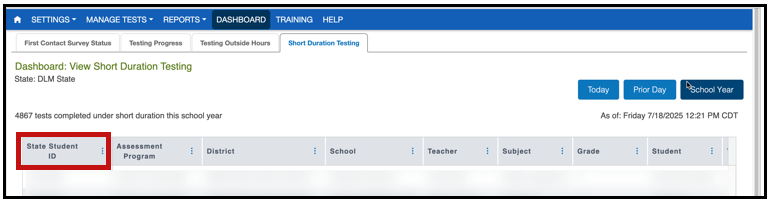 SETTINGS MANAGE TESTS REPORTS DASHBOARD TRAINING HELP
First Contact Survey Status Testing Progress Testing Outside Hours Short Duration Testing
Dashboard: View Short Duration Testing
State: DLM State
Today Prior Day School Year
4867 tests completed under short duration this school year As of: Friday 7/18/2025 12:21 PM CDT
State Student ID Assessment Program District School Teacher Subject Grade Student